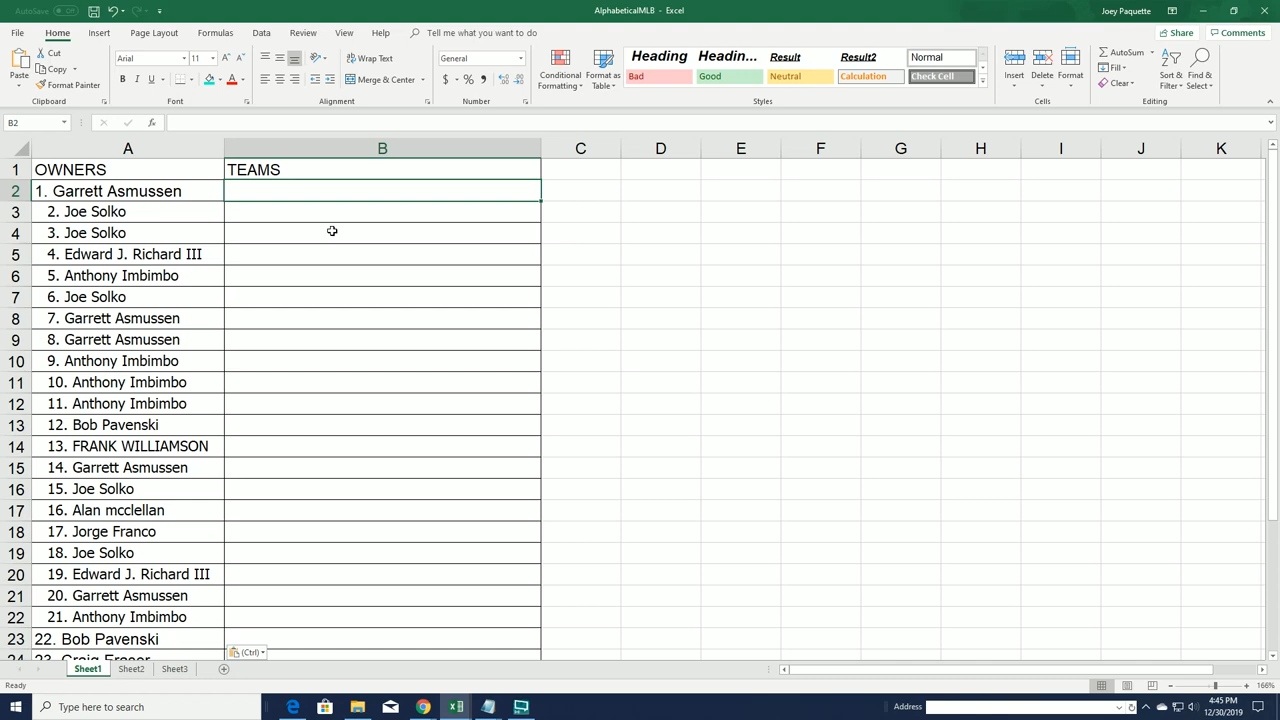 AutoSave Off
AlphabeticalMLB - Excel
Joey Paquette
File Home Insert Page Layout Formulas Data Review View Help Tell me what you want to do Share Comments
Paste Cut Copy Format Painter Clipboard
Arial 11 A A B I U A Font
Wrap Text Merge & Center Alignment
General $ % , Number
Conditional Formatting Format as Table
Heading Headin... Result Result2 Normal
Bad Good Neutral Calculation Check Cell
Styles
Insert Delete Format Cells
AutoSum Fill Clear Sort & Filter Find & Select Editing
B2 fx
A B C D E F G H I J K
1 OWNERS TEAMS
2 1. Garrett Asmussen
3 2. Joe Solko
4 3. Joe Solko
5 4. Edward J. Richard III
6 5. Anthony Imbimbo
7 6. Joe Solko
8 7. Garrett Asmussen
9 8. Garrett Asmussen
10 9. Anthony Imbimbo
11 10. Anthony Imbimbo
12 11. Anthony Imbimbo
13 12. Bob Pavenski
14 13. FRANK WILLIAMSON
15 14. Garrett Asmussen
16 15. Joe Solko
17 16. Alan mcclellan
18 17. Jorge Franco
19 18. Joe Solko
20 19. Edward J. Richard III
21 20. Garrett Asmussen
22 21. Anthony Imbimbo
23 22. Bob Pavenski
(Ctrl)
Sheet1 Sheet2 Sheet3
Ready 166%
Type here to search Address 4:45 PM
12/30/2019